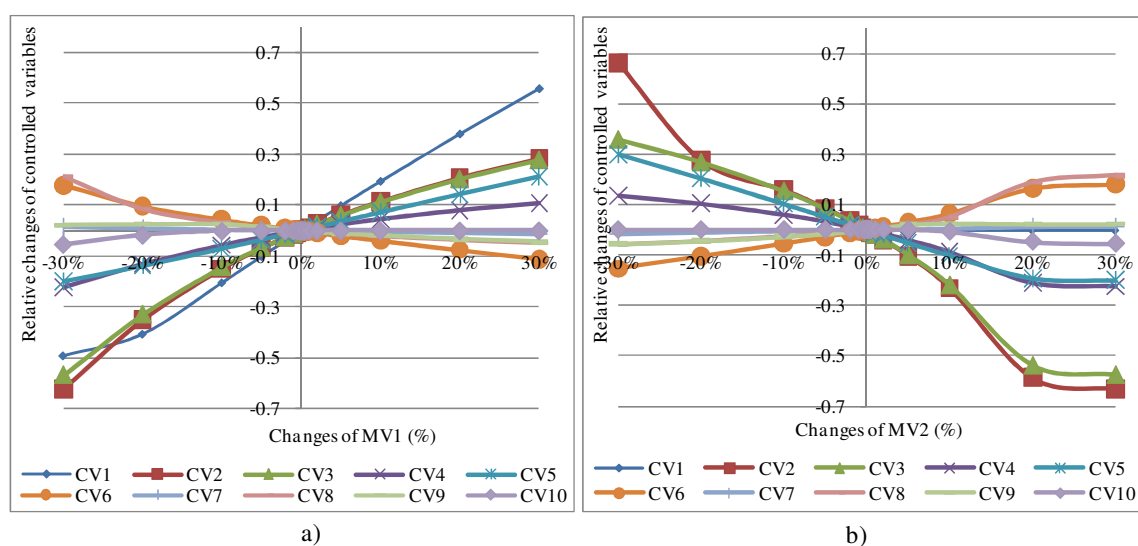 Relative changes of controlled variables
0.7
0.5
0.3
0.1
-0.1
-0.3
-0.5
-0.7
-30% -20% -10% 0% 10% 20% 30%
Changes of MV1 (%)
CV1 CV2 CV3 CV4 CV5
CV6 CV7 CV8 CV9 CV10
a)
Relative changes of controlled variables
0.7
0.5
0.3
0.1
-0.1
-0.3
-0.5
-0.7
-30% -20% -10% 0% 10% 20% 30%
Changes of MV2 (%)
CV1 CV2 CV3 CV4 CV5
CV6 CV7 CV8 CV9 CV10
b)